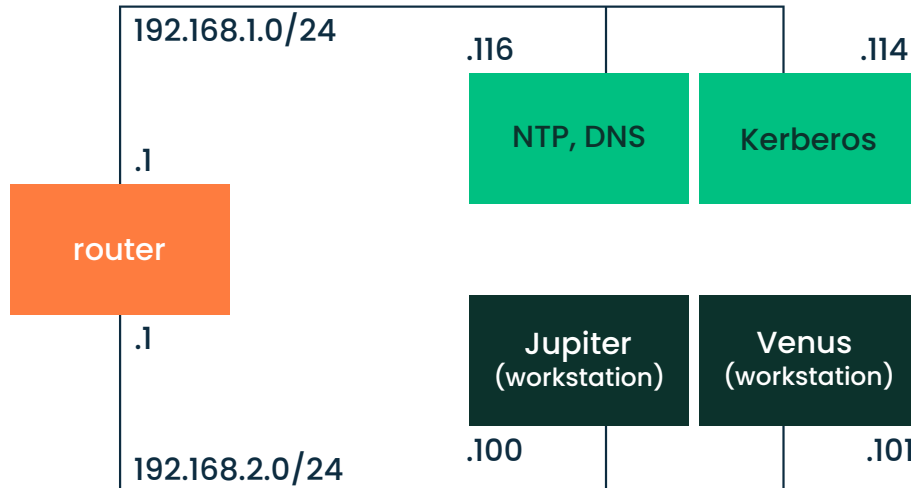 192.168.1.0/24
.116
.114
NTP, DNS
Kerberos
.1
router
.1
Jupiter
(workstation)
Venus
(workstation)
.100
.101
192.168.2.0/24